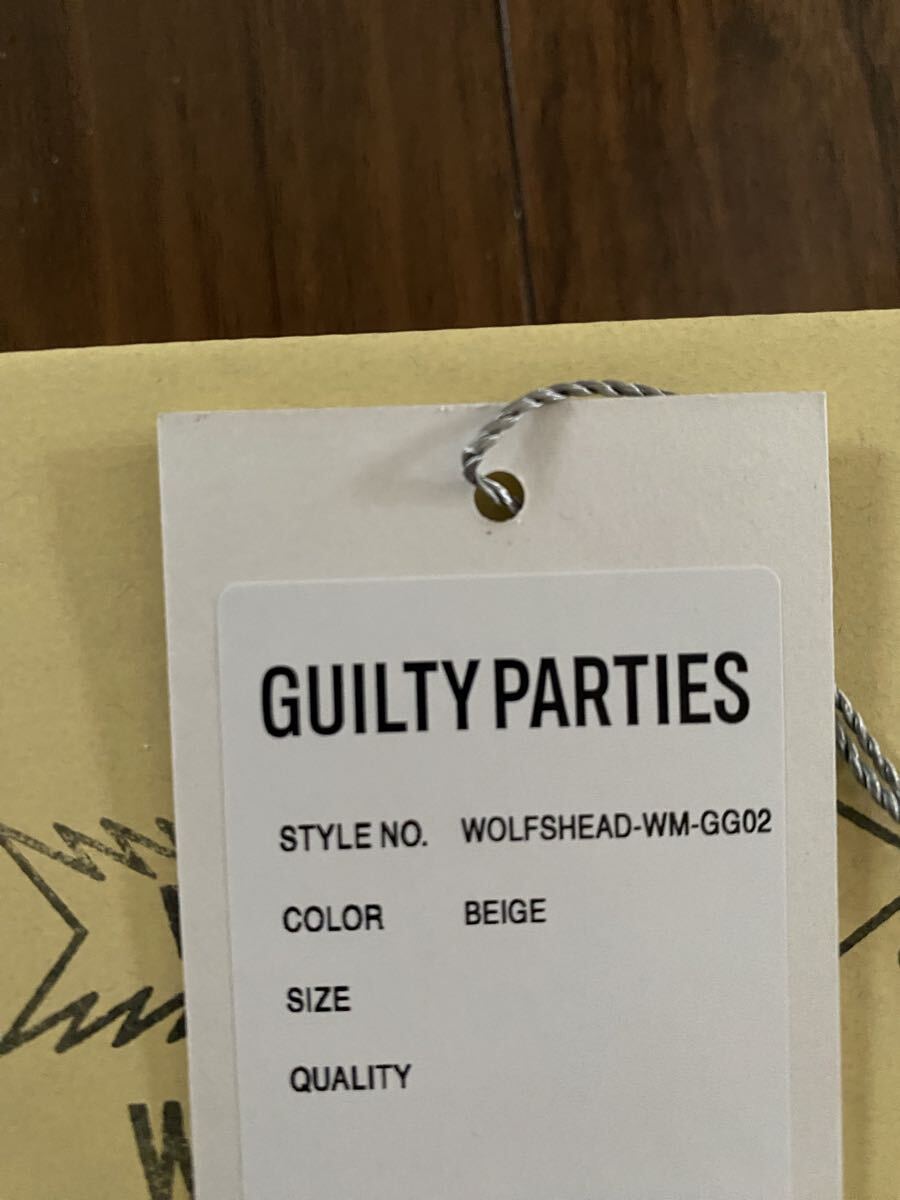 GUILTY PARTIES
STYLE NO. WOLFSHEAD-WM-GG02
COLOR BEIGE
SIZE
QUALITY
W